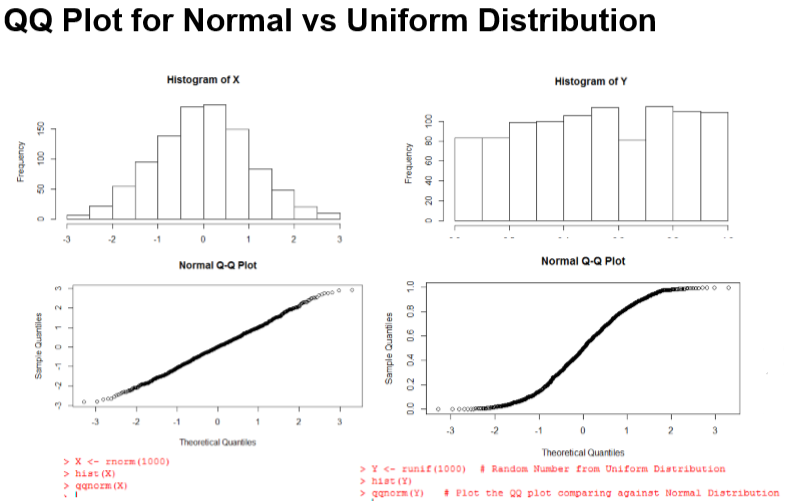 QQ Plot for Normal vs Uniform Distribution
Histogram of X
Frequency
0 50 100 150
-3 -2 -1 0 1 2 3
Histogram of Y
Frequency
0 20 40 60 80 100
Normal Q-Q Plot
Sample Quantiles
-3 -2 -1 0 1 2 3
-3 -2 -1 0 1 2 3
Theoretical Quantiles
Normal Q-Q Plot
Sample Quantiles
0.0 0.2 0.4 0.6 0.8 1.0
-3 -2 -1 0 1 2 3
Theoretical Quantiles
> X <- rnorm(1000)
> hist(X)
> qqnorm(X)
> Y <- runif(1000) # Random Number from Uniform Distribution
> hist(Y)
> qqnorm(Y) # Plot the QQ plot comparing against Normal Distribution